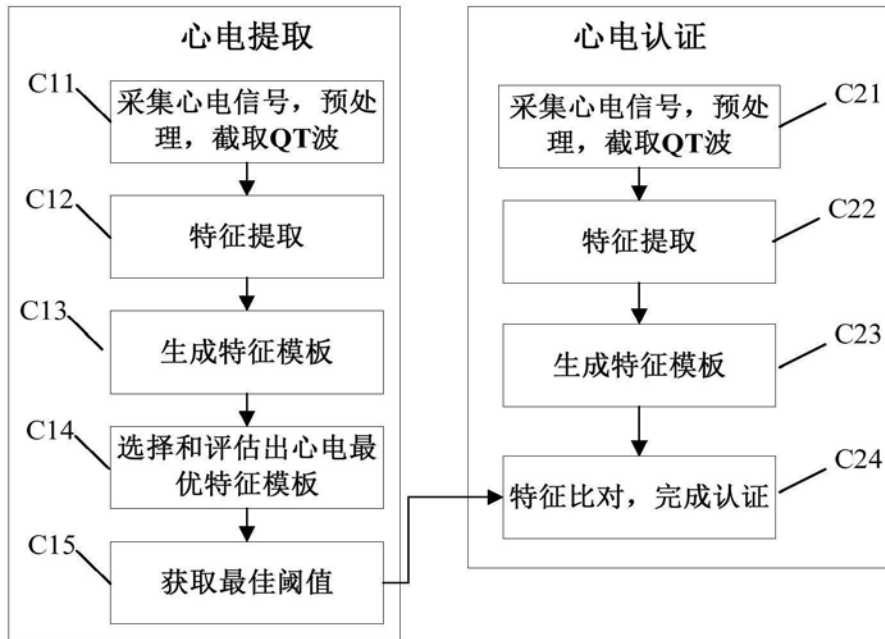 心电提取
C11
采集心电信号，预处
理，截取QT波
C12
特征提取
C13
生成特征模板
C14
选择和评估出心电最
优特征模板
C15
获取最佳阈值
心电认证
C21
采集心电信号，预处
理，截取QT波
C22
特征提取
C23
生成特征模板
C24
特征比对，完成认证